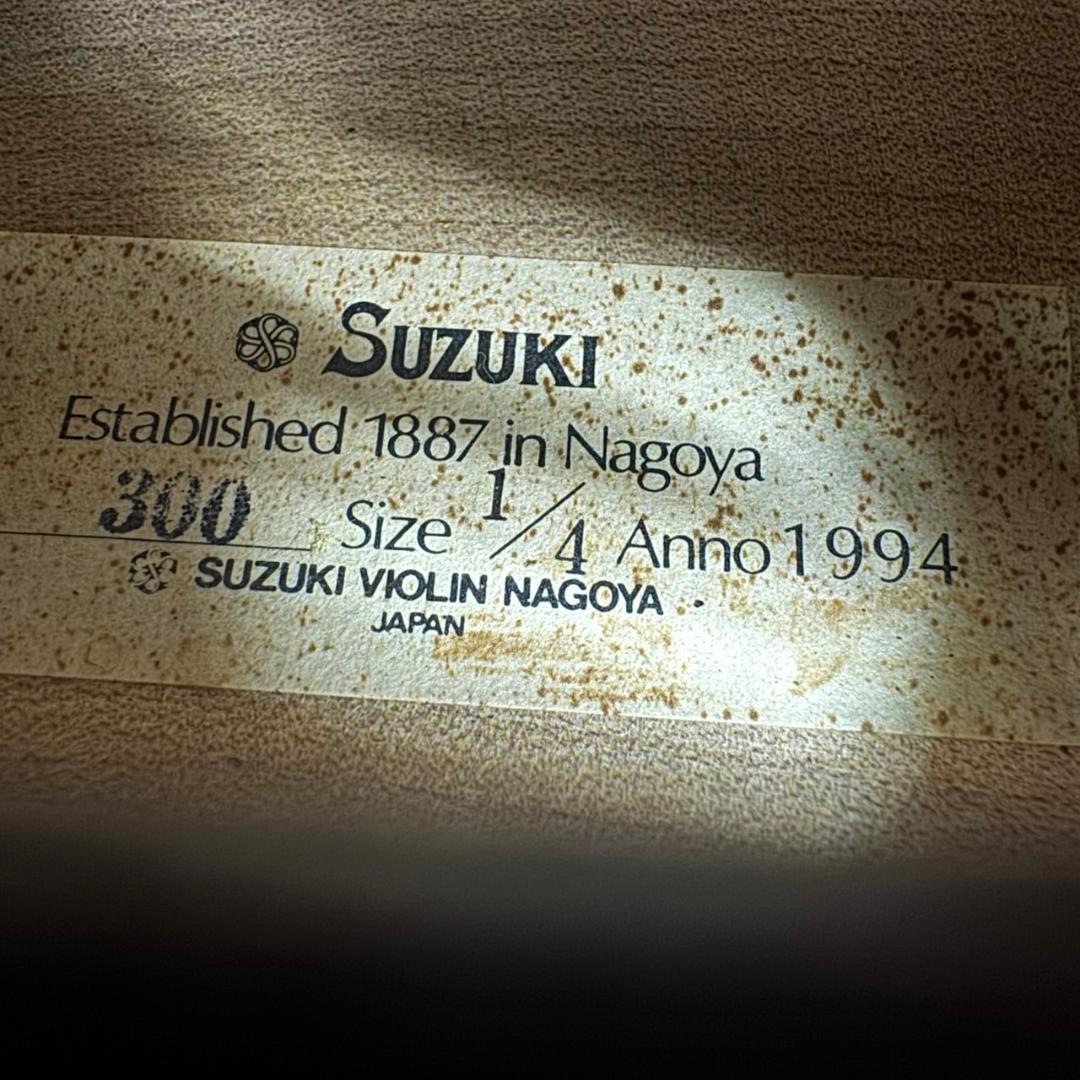 SUZUKI
Established 1887 in Nagoya
300 Size 1/4 Anno 1994
SUZUKI VIOLIN NAGOYA
JAPAN